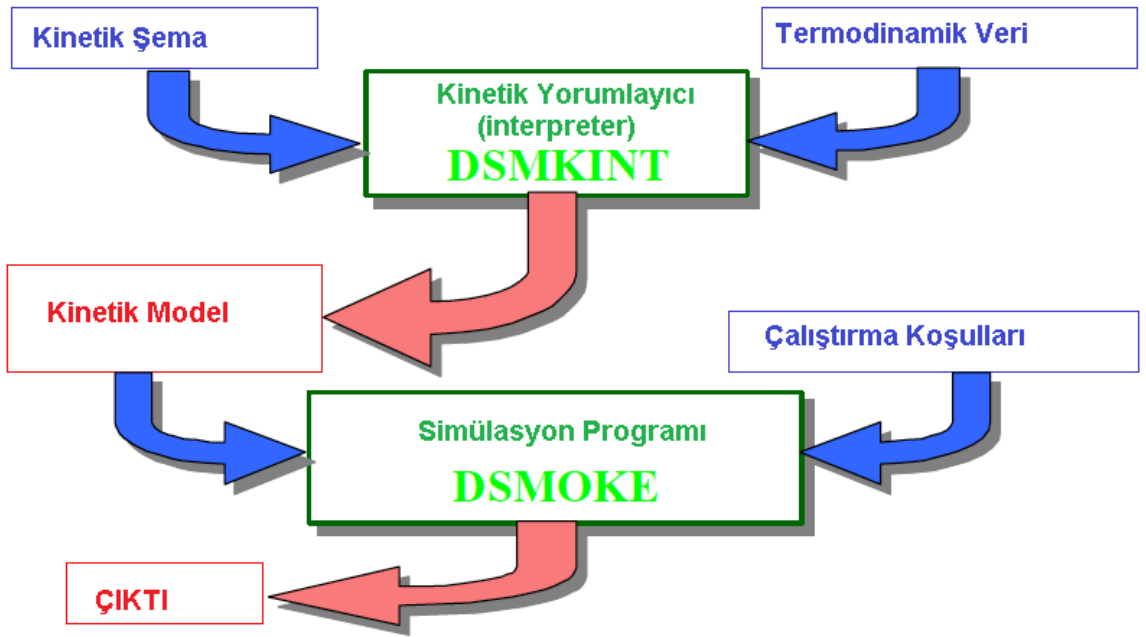 Kinetik Şema
Termodinamik Veri
Kinetik Yorumlayıcı
(interpreter)
DSMKINT
Kinetik Model
Çalıştırma Koşulları
Simülasyon Programı
DSMOKE
ÇIKTI